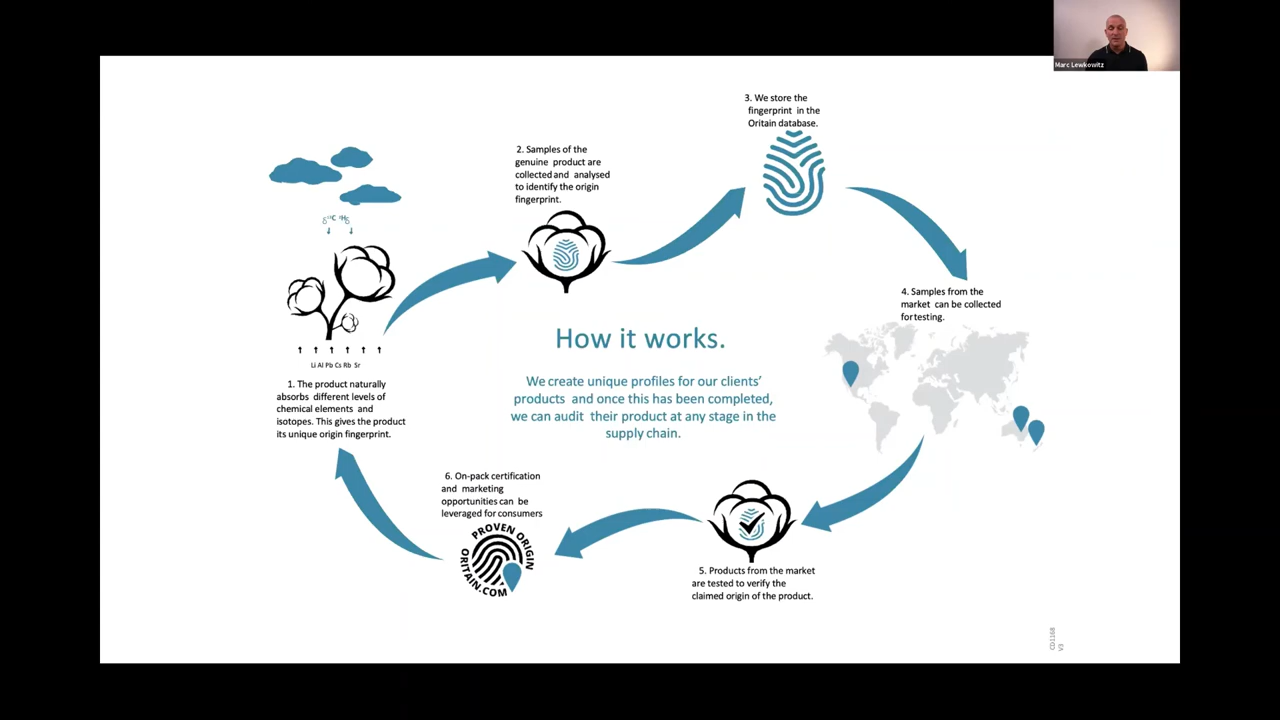 Marc Lewkowitz
3. We store the
fingerprint in the
Oritain database.
2. Samples of the
genuine product are
collected and analysed
to identify the origin
fingerprint.
4. Samples from the
market can be collected
for testing.
How it works.
We create unique profiles for our clients'
products and once this has been completed,
we can audit their product at any stage in the
supply chain.
Li Al Pb Cs Rb Sr
1. The product naturally
absorbs different levels of
chemical elements and
isotopes. This gives the product
its unique origin fingerprint.
6. On-pack certification
and marketing
opportunities can be
leveraged for consumers
PROVEN ORIGIN
ORITAIN.COM
5. Products from the market
are tested to verify the
claimed origin of the product.
CD1168
V3